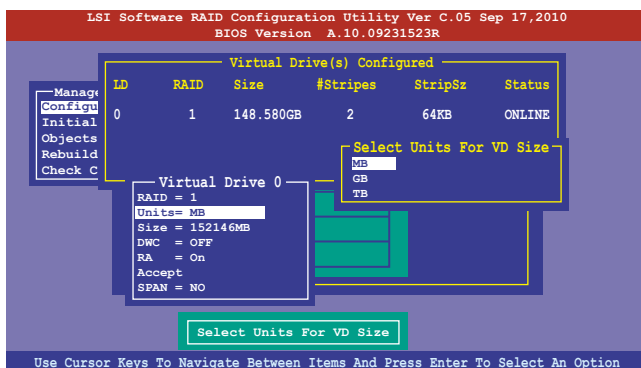 LSI Software RAID Configuration Utility Ver C.05 Sep 17,2010
BIOS Version A.10.09231523R
Virtual Drive(s) Configured
LD RAID Size #Stripes StripSz Status
0 1 148.580GB 2 64KB ONLINE
Manage
Configu
Initial
Objects
Rebuild
Check C
Select Units For VD Size
MB
GB
TB
Virtual Drive 0
RAID = 1
Units= MB
Size = 152146MB
DWC = OFF
RA = On
Accept
SPAN = NO
Select Units For VD Size
Use Cursor Keys To Navigate Between Items And Press Enter To Select An Option